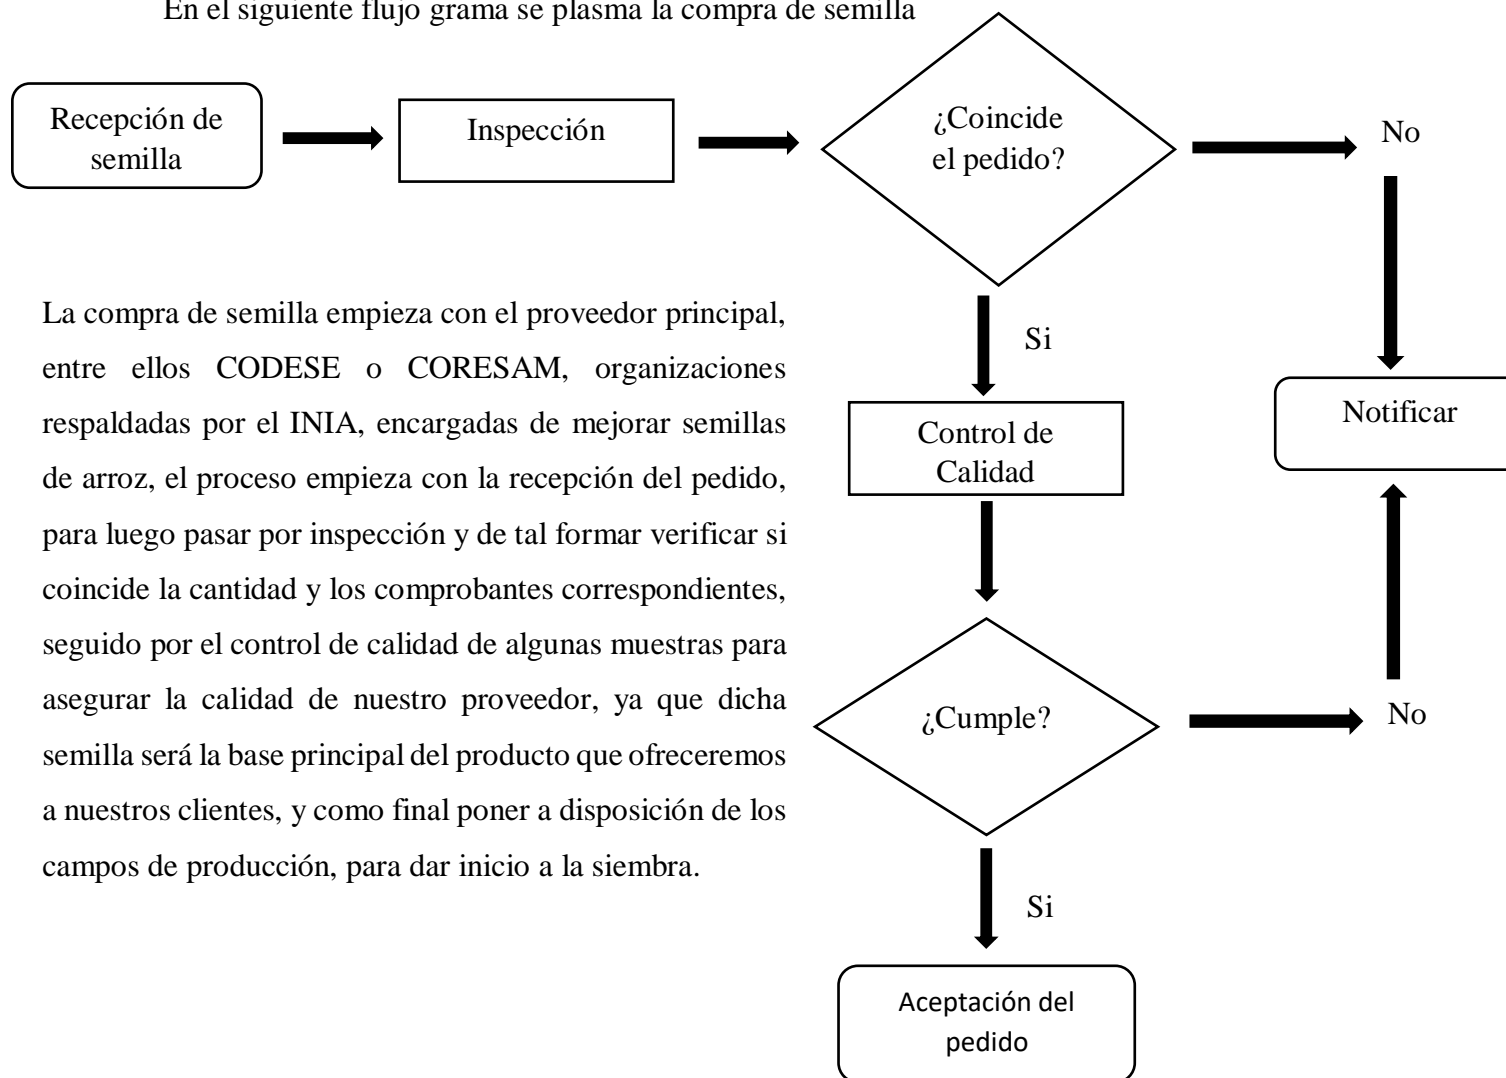 En el siguiente flujo grama se plasma la compra de semilla
Recepción de
semilla
Inspección
¿Coincide
el pedido?
No
Si
Notificar
Control de
Calidad
¿Cumple?
No
Si
Aceptación del
pedido
La compra de semilla empieza con el proveedor principal,
entre ellos CODESE o CORESAM, organizaciones
respaldadas por el INIA, encargadas de mejorar semillas
de arroz, el proceso empieza con la recepción del pedido,
para luego pasar por inspección y de tal formar verificar si
coincide la cantidad y los comprobantes correspondientes,
seguido por el control de calidad de algunas muestras para
asegurar la calidad de nuestro proveedor, ya que dicha
semilla será la base principal del producto que ofreceremos
a nuestros clientes, y como final poner a disposición de los
campos de producción, para dar inicio a la siembra.